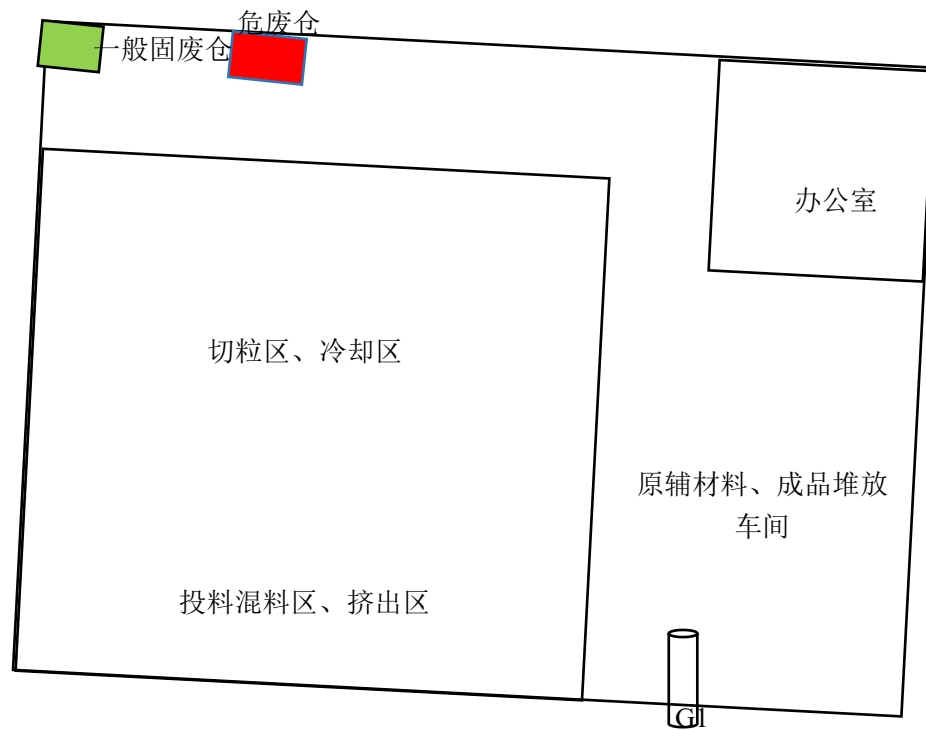 危废仓
一般固废仓
办公室
切粒区、冷却区
原辅材料、成品堆放
车间
投料混料区、挤出区
G1